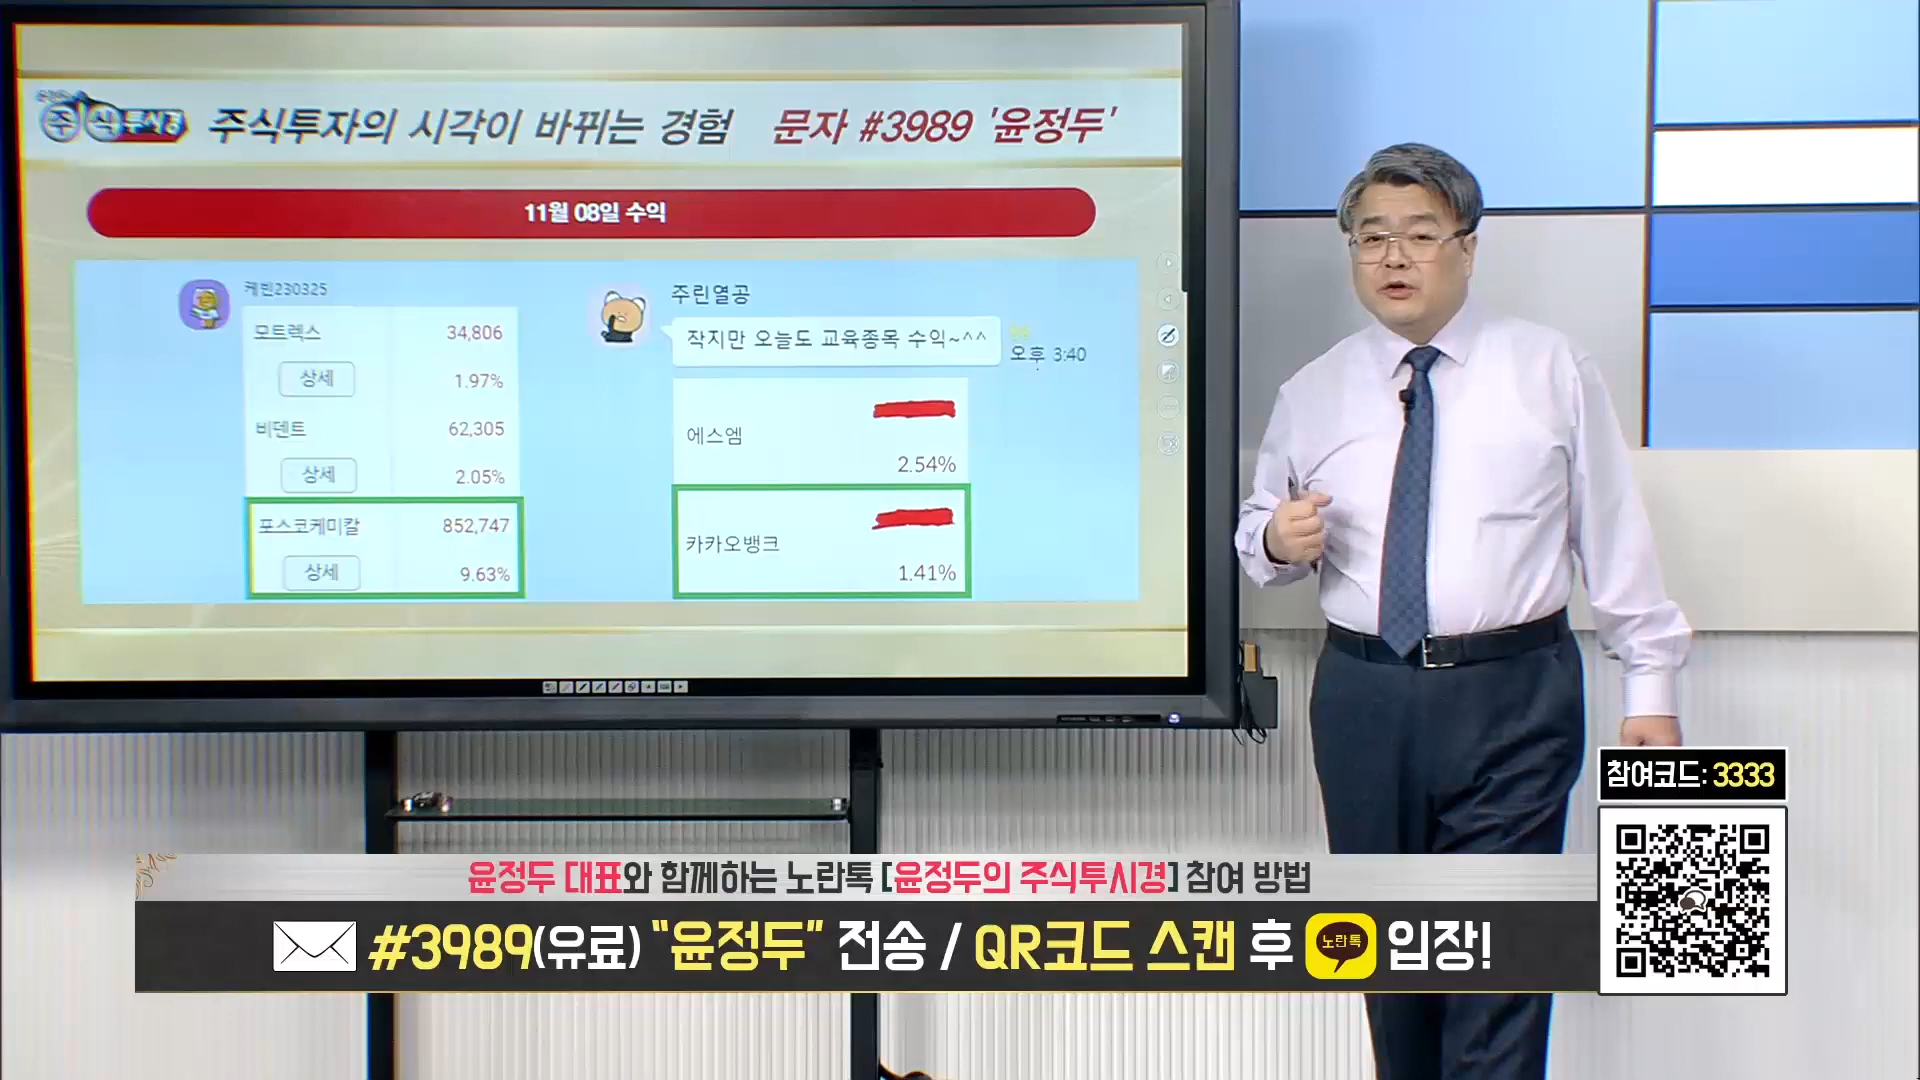 주식투시경
주식투자의 시각이 바뀌는 경험 문자 #3989 '윤정두'
11월 08일 수익
케빈230325
모트렉스 34,806
상세 1.97%
비덴트 62,305
상세 2.05%
포스코케미칼 852,747
상세 9.63%
주린열공
작지만 오늘도 교육종목 수익~^^
오후 3:40
에스엠
2.54%
카카오뱅크
1.41%
참여코드: 3333
윤정두 대표와 함께하는 노란톡 [윤정두의 주식투시경] 참여 방법
#3989(유료) "윤정두" 전송 / QR코드 스캔 후 노란톡 입장!